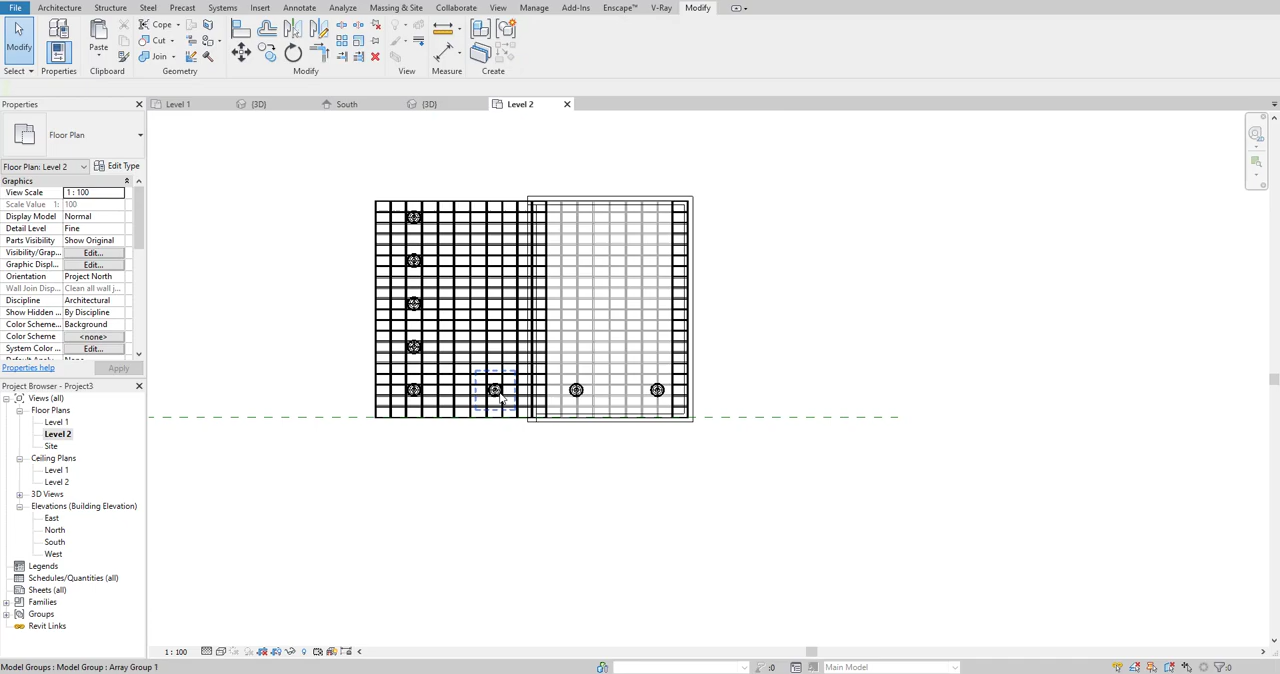 File Architecture Structure Steel Precast Systems Insert Annotate Analyze Massing & Site Collaborate View Manage Add-Ins Enscape™ V-Ray Modify
Modify Paste Cope Cut Join
Select Properties Clipboard Geometry Modify View Measure Create
Properties Level 1 {3D} South {3D} Level 2
Floor Plan
Floor Plan: Level 2 Edit Type
Graphics
View Scale 1 : 100
Scale Value 1: 100
Display Model Normal
Detail Level Fine
Parts Visibility Show Original
Visibility/Grap... Edit...
Graphic Displ... Edit...
Orientation Project North
Wall Join Disp... Clean all wall j...
Discipline Architectural
Show Hidden ... By Discipline
Color Scheme... Background
Color Scheme <none>
System Color ... Edit...
Properties help Apply
Project Browser - Project3
Views (all)
Floor Plans
Level 1
Level 2
Site
Ceiling Plans
Level 1
Level 2
3D Views
Elevations (Building Elevation)
East
North
South
West
Legends
Schedules/Quantities (all)
Sheets (all)
Families
Groups
Revit Links
1 : 100
Model Groups : Model Group : Array Group 1 :0 Main Model :0